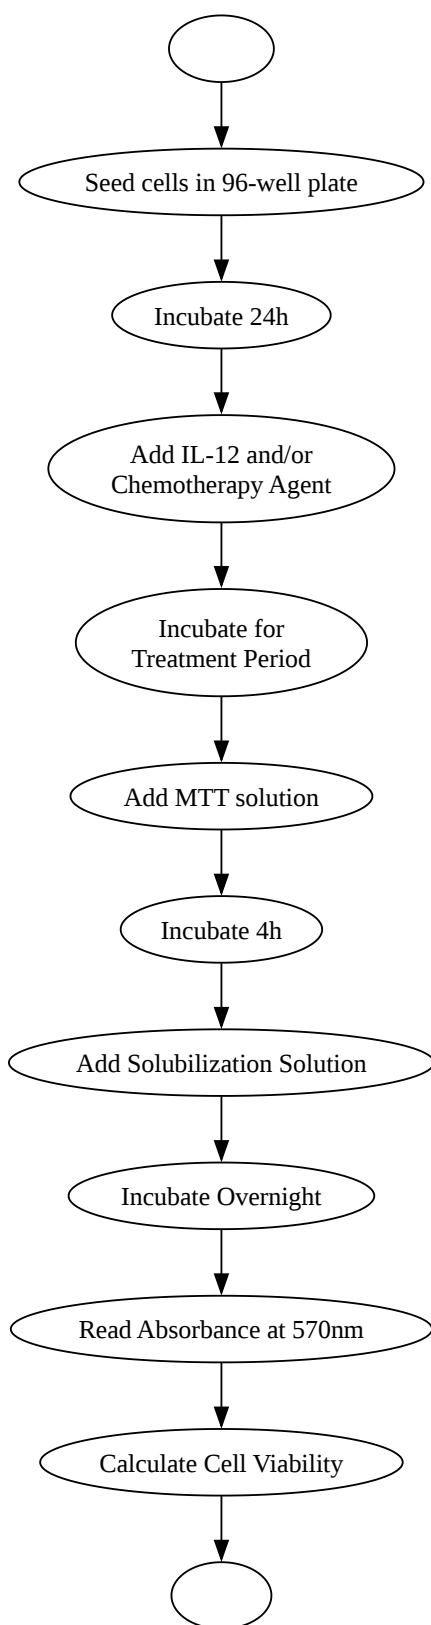 Seed cells in 96-well plate
Incubate 24h
Add IL-12 and/or
Chemotherapy Agent
Incubate for
Treatment Period
Add MTT solution
Incubate 4h
Add Solubilization Solution
Incubate Overnight
Read Absorbance at 570nm
Calculate Cell Viability